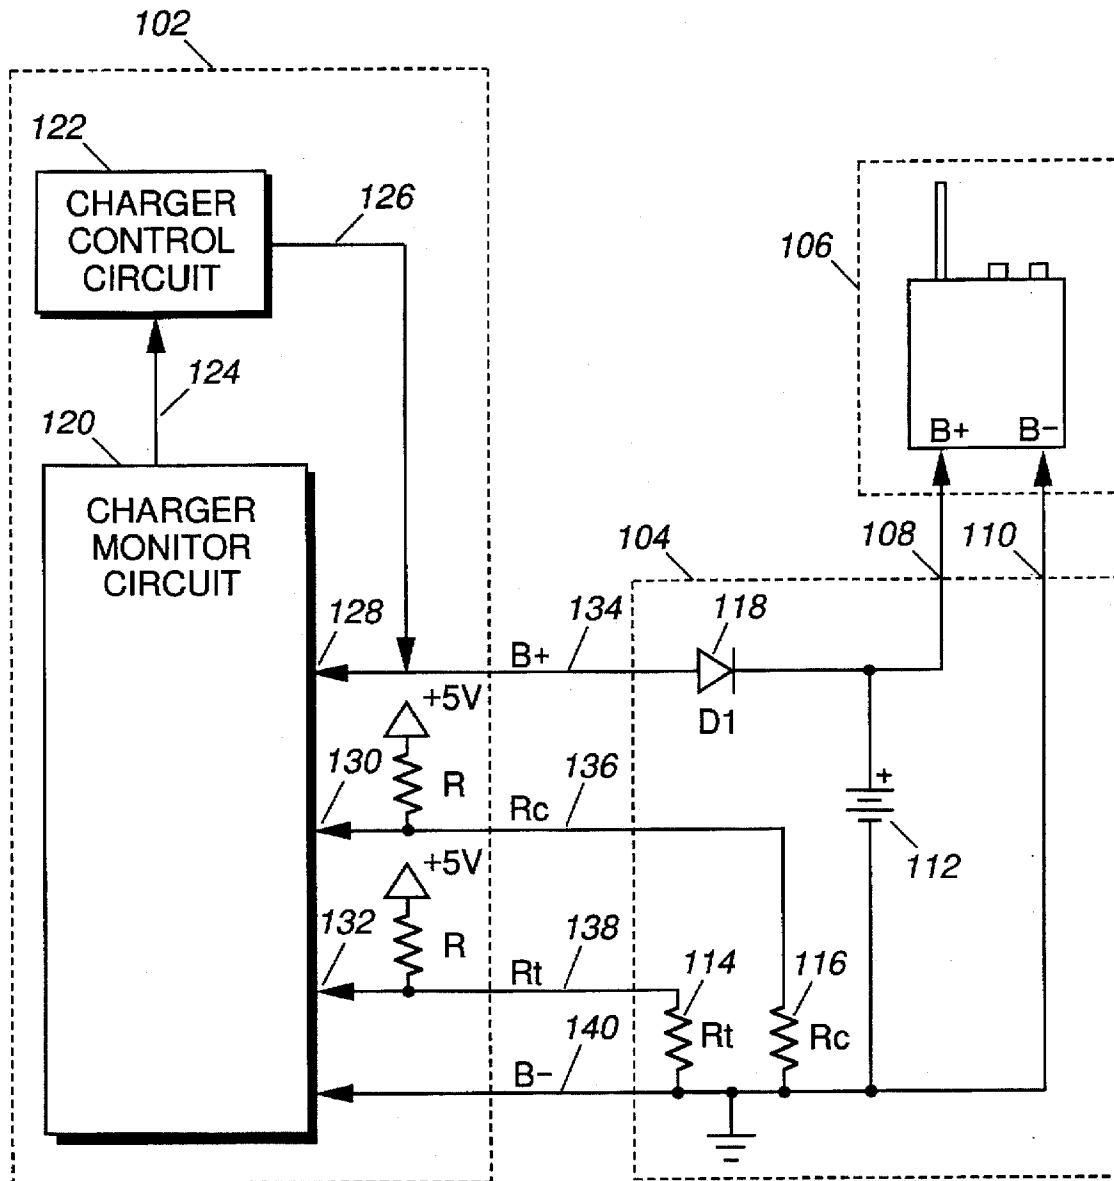 102
122
CHARGER
CONTROL
CIRCUIT
126
106
B+ B-
124
120
CHARGER
MONITOR
CIRCUIT
104
108
110
128
B+
134
118
D1
+5V
130
R
Rc
136
+
112
+5V
132
R
Rt
138
114
Rt
116
Rc
B-
140